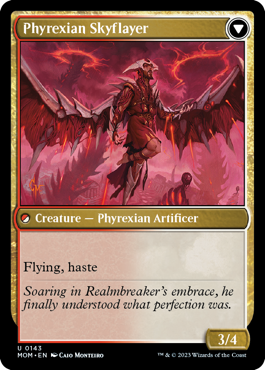 Phyrexian Skyflayer
Creature — Phyrexian Artificer
Flying, haste
Soaring in Realmbreaker's embrace, he
finally understood what perfection was.
3/4
U 0143
MOM • EN CAIO MONTEIRO
™ & © 2023 Wizards of the Coast